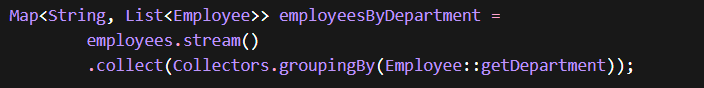 Map<String, List<Employee>> employeesByDepartment =
        employees.stream()
        .collect(Collectors.groupingBy(Employee::getDepartment));